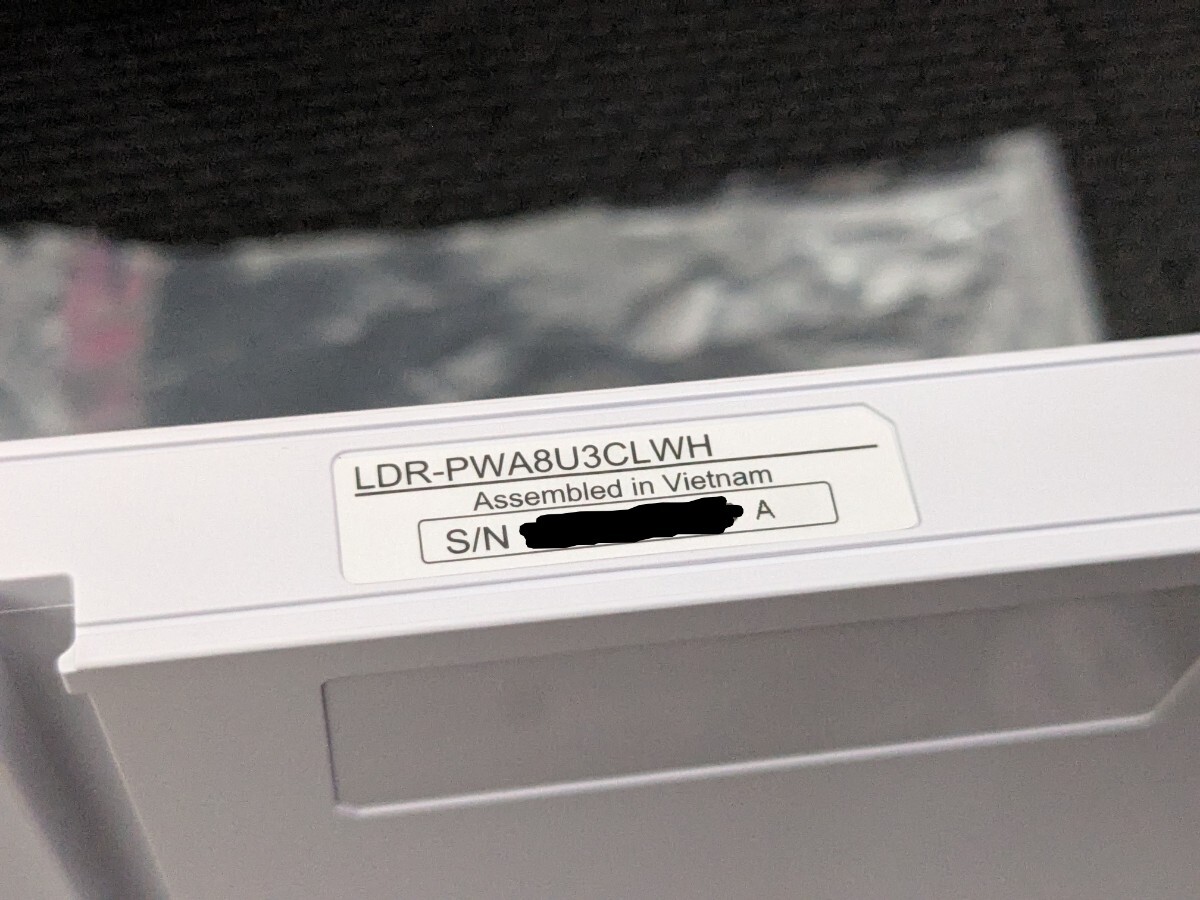 LDR-PWA8U3CLWH
Assembled in Vietnam
S/N A